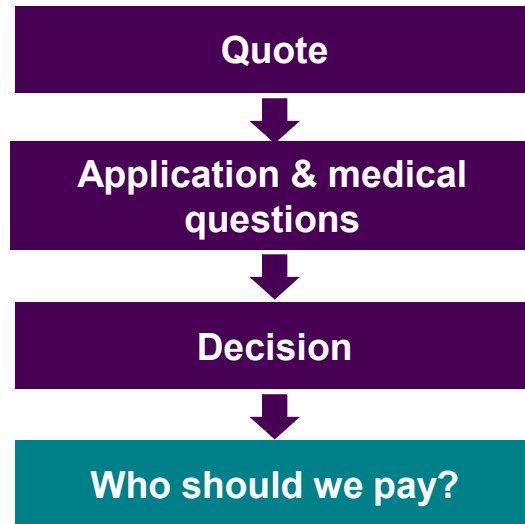 Quote
Application & medical
questions
Decision
Who should we pay?